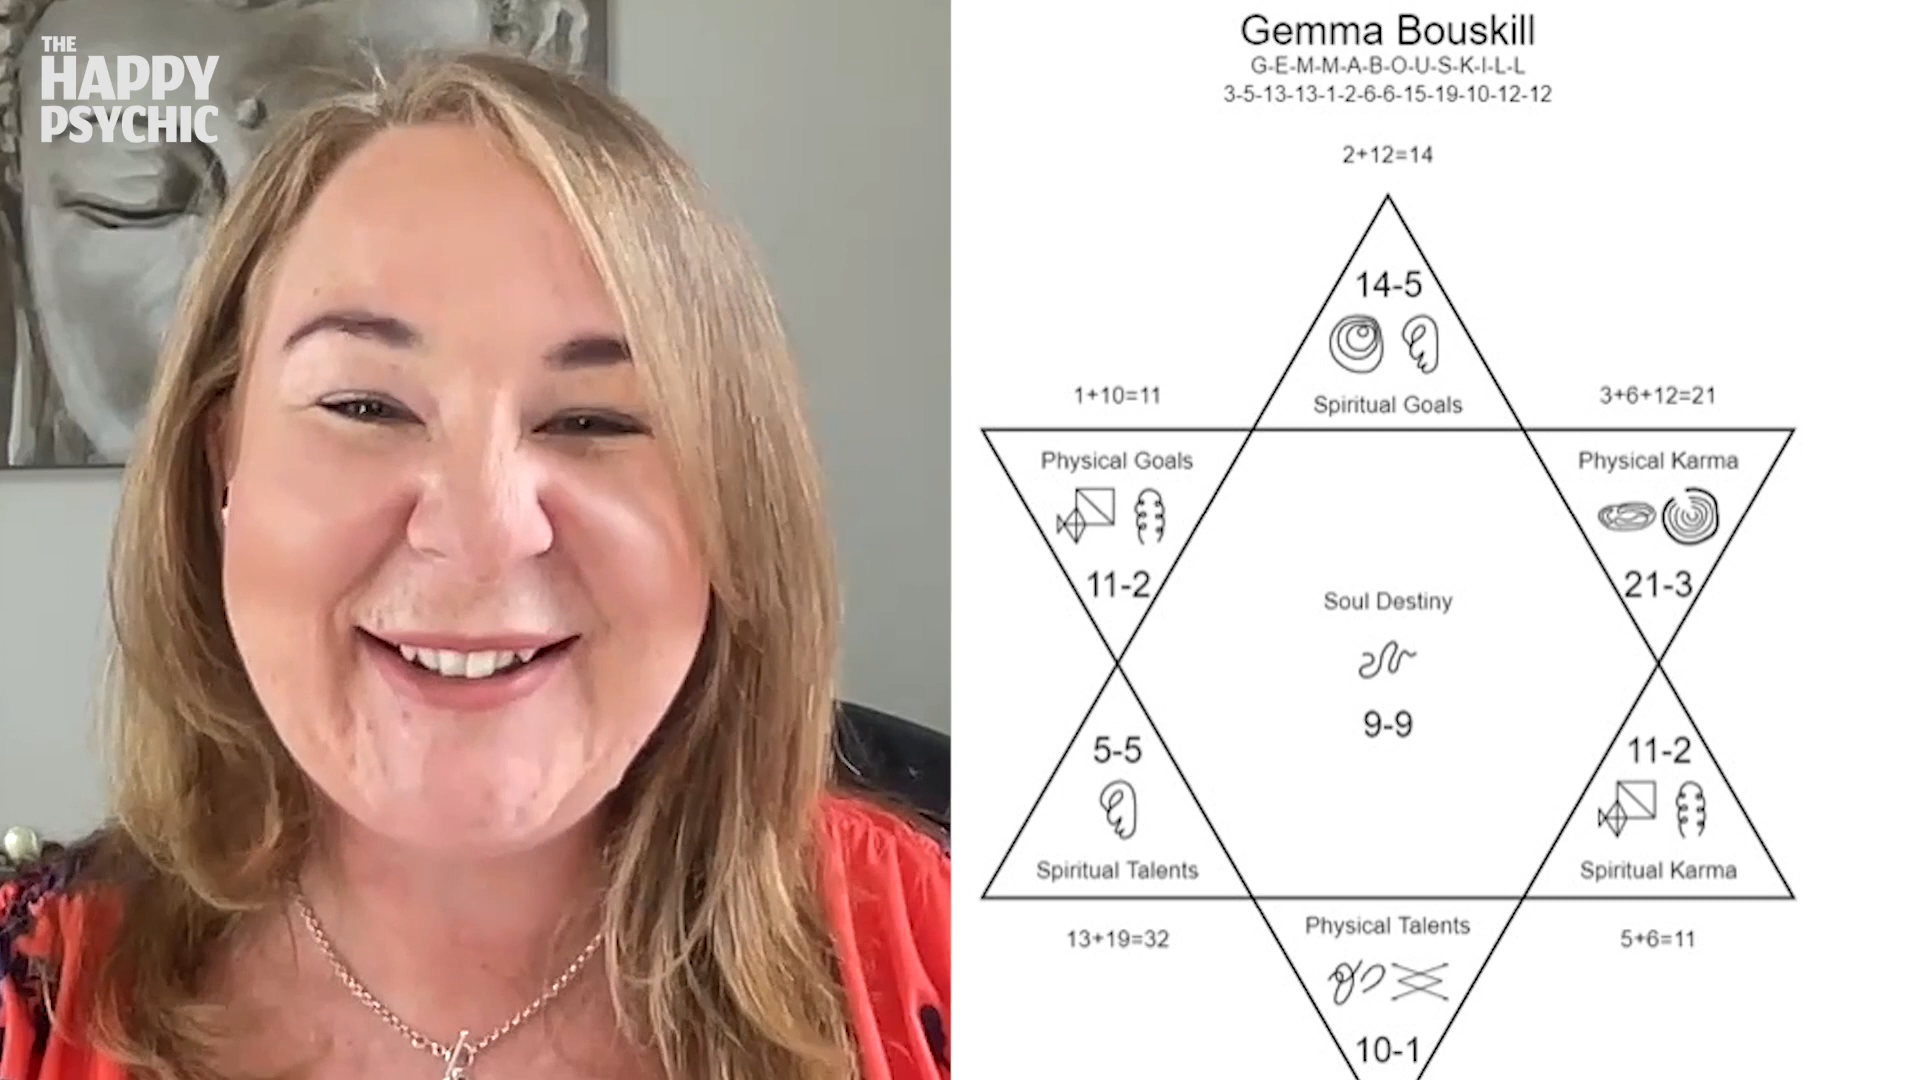 THE
HAPPY
PSYCHIC
Gemma Bouskill
G-E-M-M-A-B-O-U-S-K-I-L-L
3-5-13-13-1-2-6-6-15-19-10-12-12
2+12=14
14-5
Spiritual Goals
1+10=11
3+6+12=21
Physical Goals
Physical Karma
11-2
21-3
Soul Destiny
9-9
5-5
11-2
Spiritual Talents
Spiritual Karma
13+19=32
Physical Talents
5+6=11
10-1